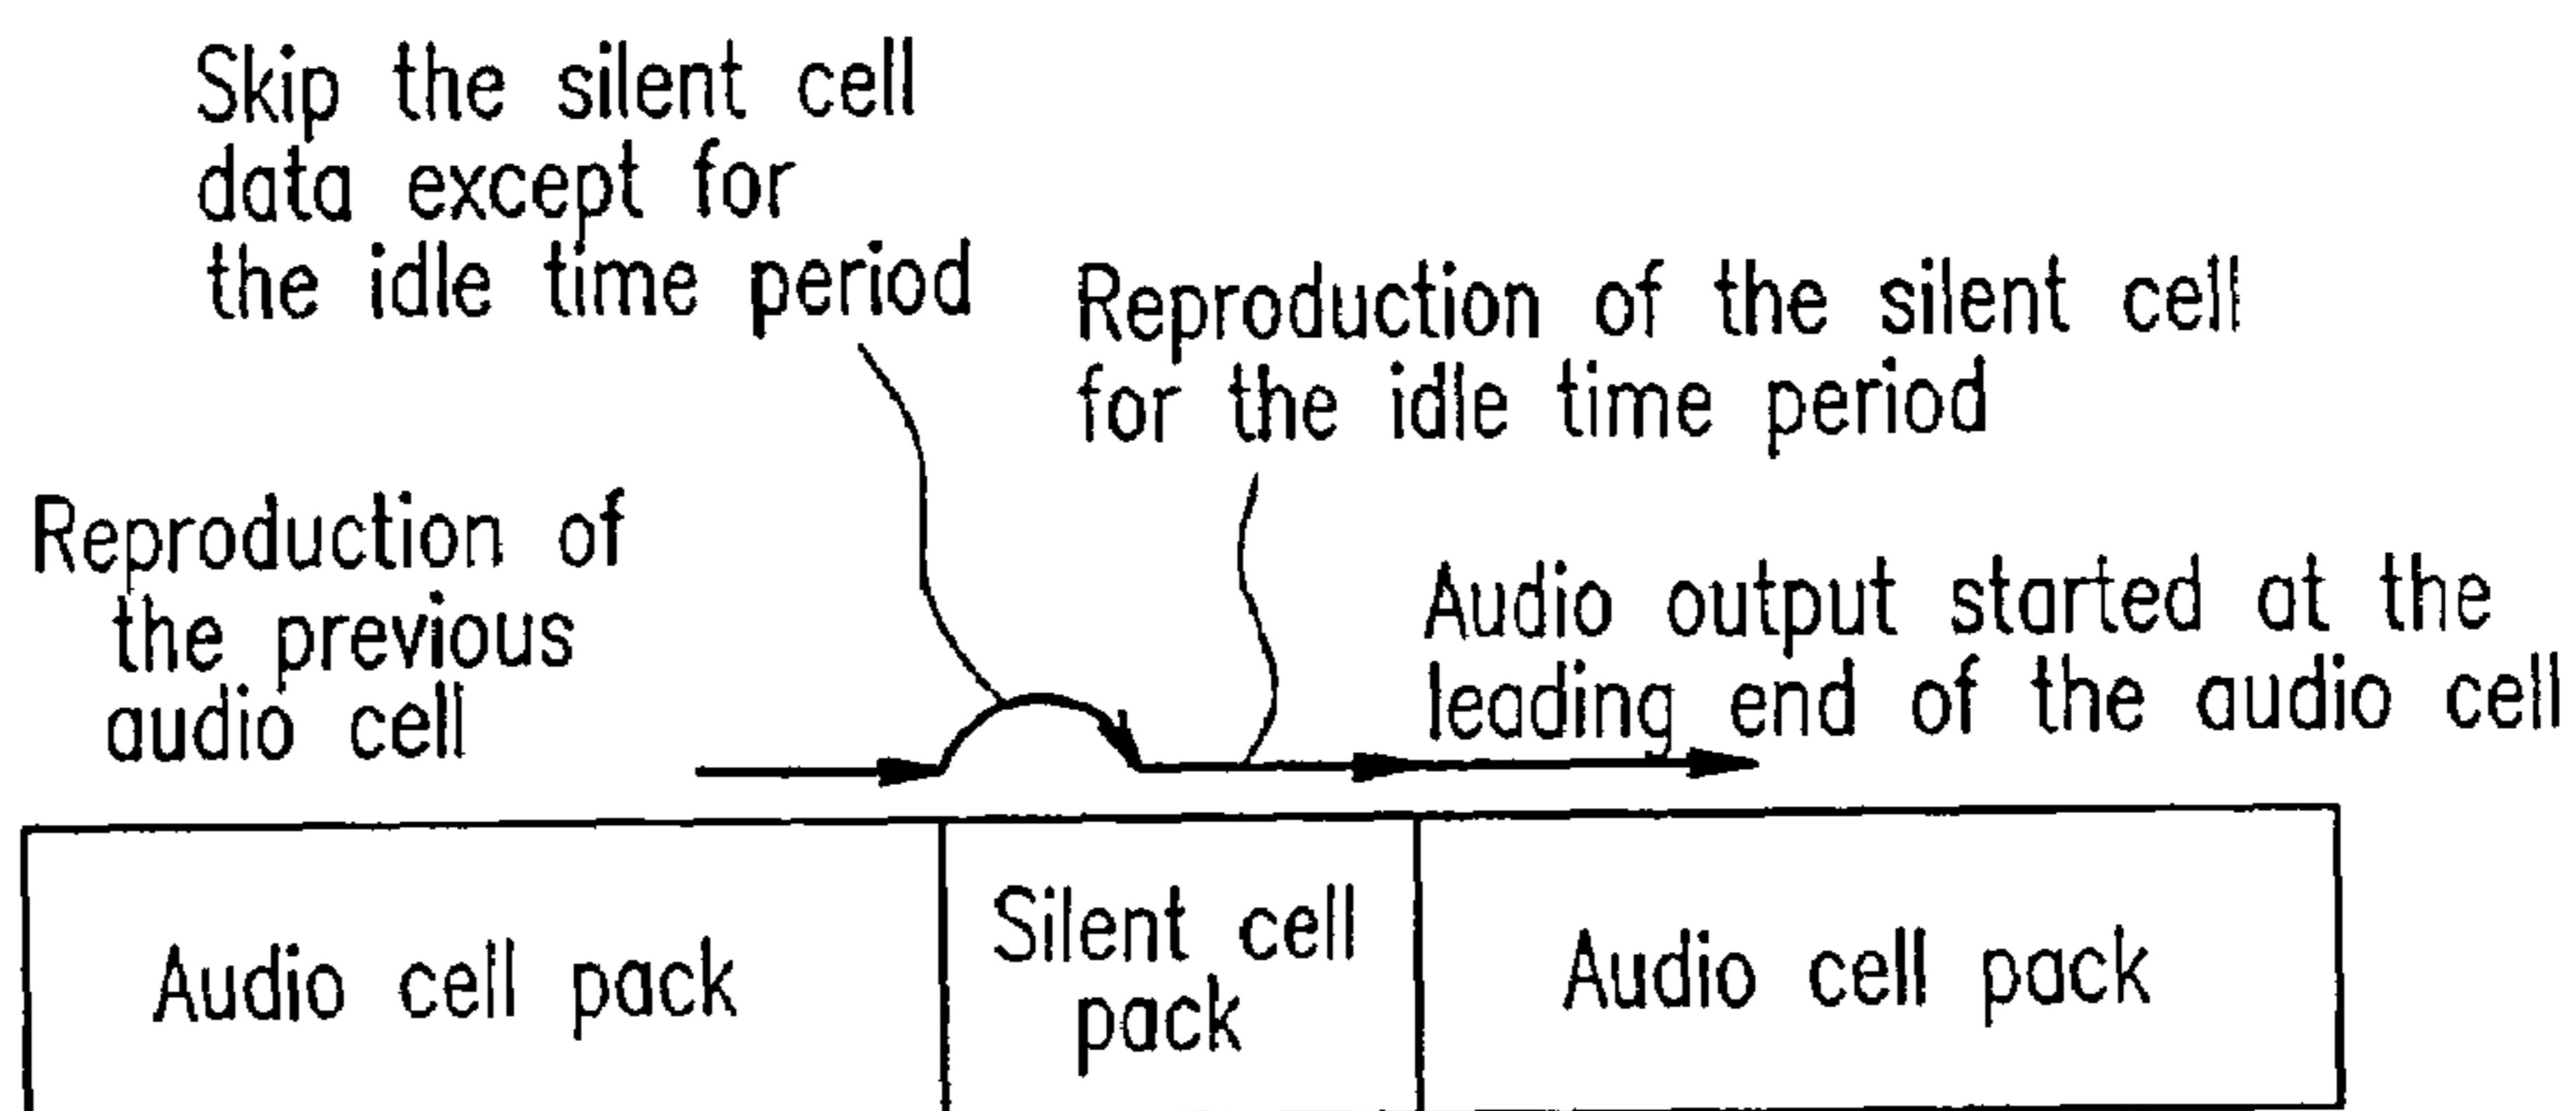 Skip the silent cell
data except for
the idle time period
Reproduction of the silent cell
for the idle time period
Reproduction of
the previous
audio cell
Audio output started at the
leading end of the audio cell
Audio cell pack
Silent cell
pack
Audio cell pack